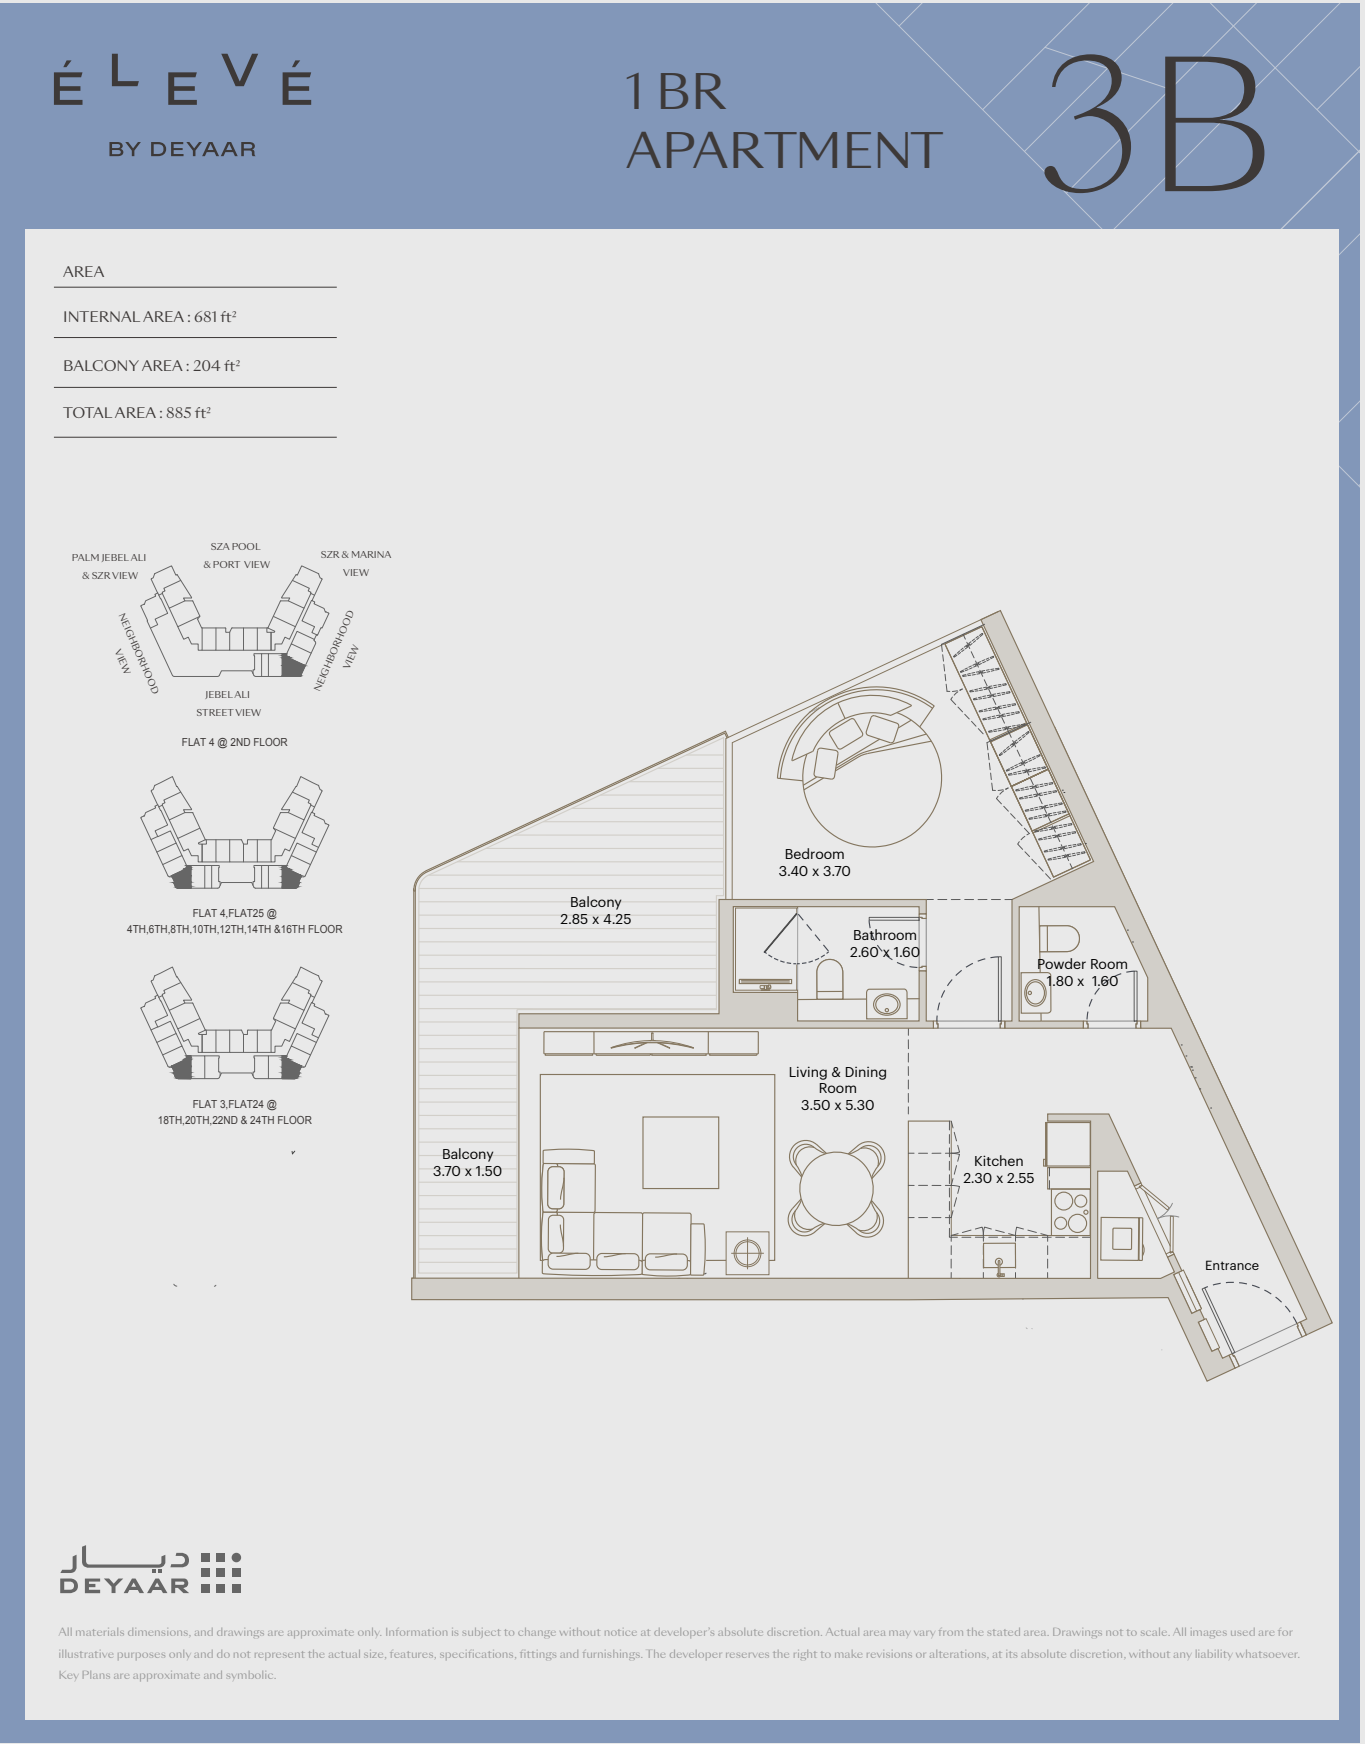 ÉLEVÉ
BY DEYAAR
1 BR
APARTMENT
3B
AREA
INTERNAL AREA : 681 ft²
BALCONY AREA : 204 ft²
TOTAL AREA : 885 ft²
PALM JEBEL ALI
& SZR VIEW
SZA POOL
& PORT VIEW
SZR & MARINA
VIEW
NEIGHBORHOOD
VIEW
NEIGHBORHOOD
VIEW
JEBEL ALI
STREET VIEW
FLAT 4 @ 2ND FLOOR
FLAT 4,FLAT25 @
4TH,6TH,8TH,10TH,12TH,14TH &16TH FLOOR
FLAT 3,FLAT24 @
18TH,20TH,22ND & 24TH FLOOR
Bedroom
3.40 x 3.70
Balcony
2.85 x 4.25
Bathroom
2.60 x 1.60
Powder Room
1.80 x 1.60
Living & Dining
Room
3.50 x 5.30
Balcony
3.70 x 1.50
Kitchen
2.30 x 2.55
Entrance
ديار
DEYAAR
All materials dimensions, and drawings are approximate only. Information is subject to change without notice at developer's absolute discretion. Actual area may vary from the stated area. Drawings not to scale. All images used are for
illustrative purposes only and do not represent the actual size, features, specifications, fittings and furnishings. The developer reserves the right to make revisions or alterations, at its absolute discretion, without any liability whatsoever.
Key Plans are approximate and symbolic.